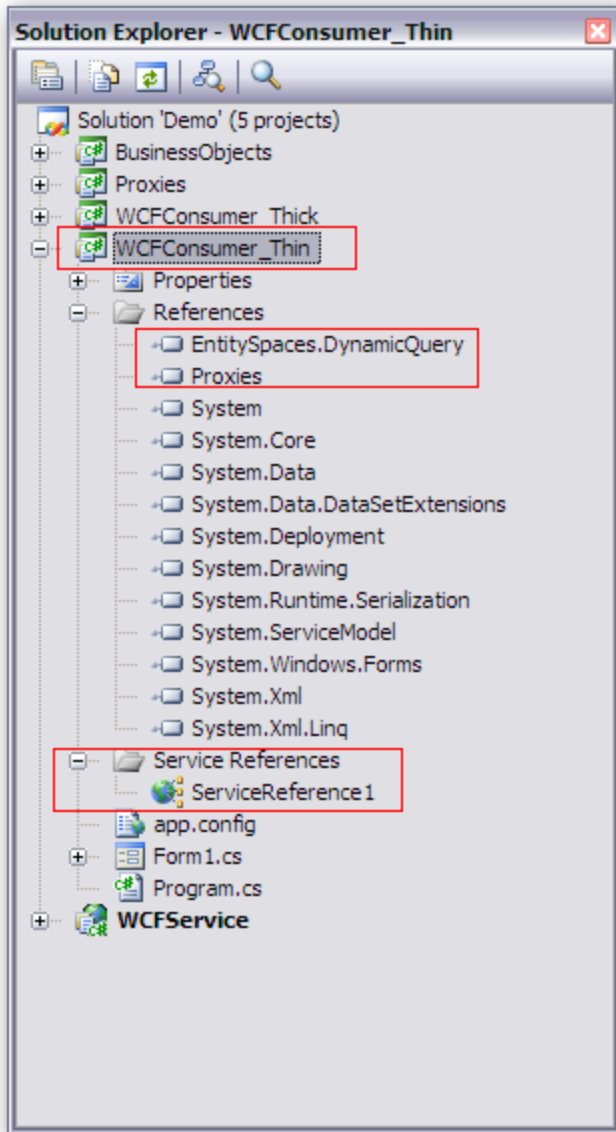 Solution Explorer - WCFConsumer_Thin
Solution 'Demo' (5 projects)
BusinessObjects
Proxies
WCFConsumer_Thick
WCFConsumer_Thin
Properties
References
EntitySpaces.DynamicQuery
Proxies
System
System.Core
System.Data
System.Data.DataSetExtensions
System.Deployment
System.Drawing
System.Runtime.Serialization
System.ServiceModel
System.Windows.Forms
System.Xml
System.Xml.Linq
Service References
ServiceReference1
app.config
Form1.cs
Program.cs
WCFService